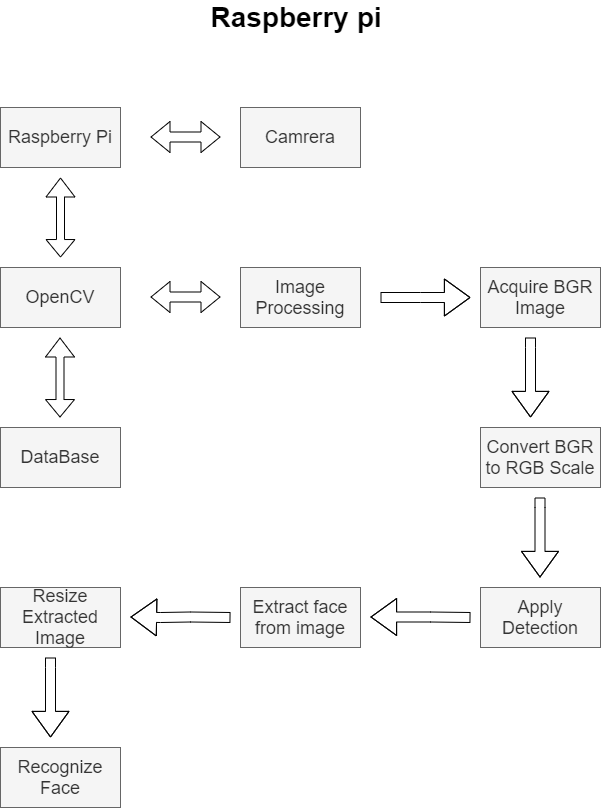 Raspberry pi
Raspberry Pi
Camrera
OpenCV
Image
Processing
Acquire BGR
Image
DataBase
Convert BGR
to RGB Scale
Resize
Extracted
Image
Extract face
from image
Apply
Detection
Recognize
Face